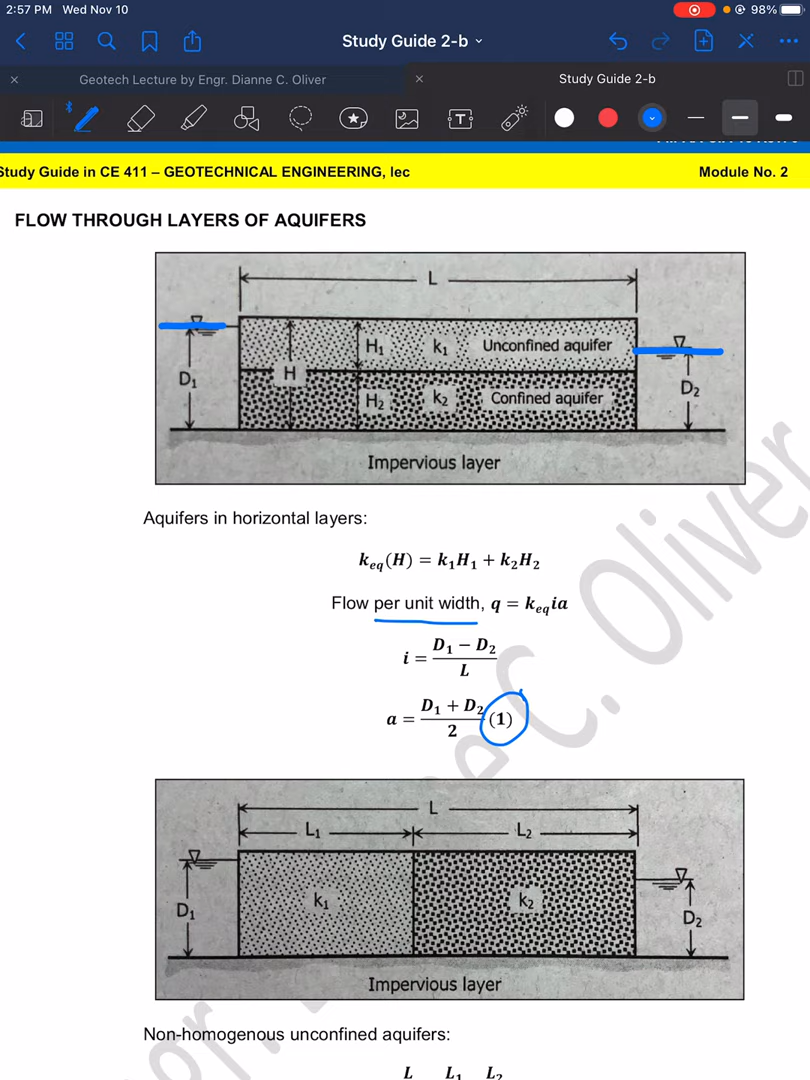 2:57 PM Wed Nov 10
98%
Study Guide 2-b
Geotech Lecture by Engr. Dianne C. Oliver
Study Guide 2-b
Study Guide in CE 411 – GEOTECHNICAL ENGINEERING, lec
Module No. 2
FLOW THROUGH LAYERS OF AQUIFERS
L
H₁ k₁ Unconfined aquifer
D₁ H D₂
H₂ k₂ Confined aquifer
Impervious layer
Aquifers in horizontal layers:
k_eq(H) = k₁H₁ + k₂H₂
Flow per unit width, q = k_eq ia
i = (D₁ − D₂)/L
a = (D₁ + D₂)/2 (1)
L
L₁ L₂
k₁ k₂
D₁ D₂
Impervious layer
Non-homogenous unconfined aquifers:
L L₁ L₂
C. Oliver